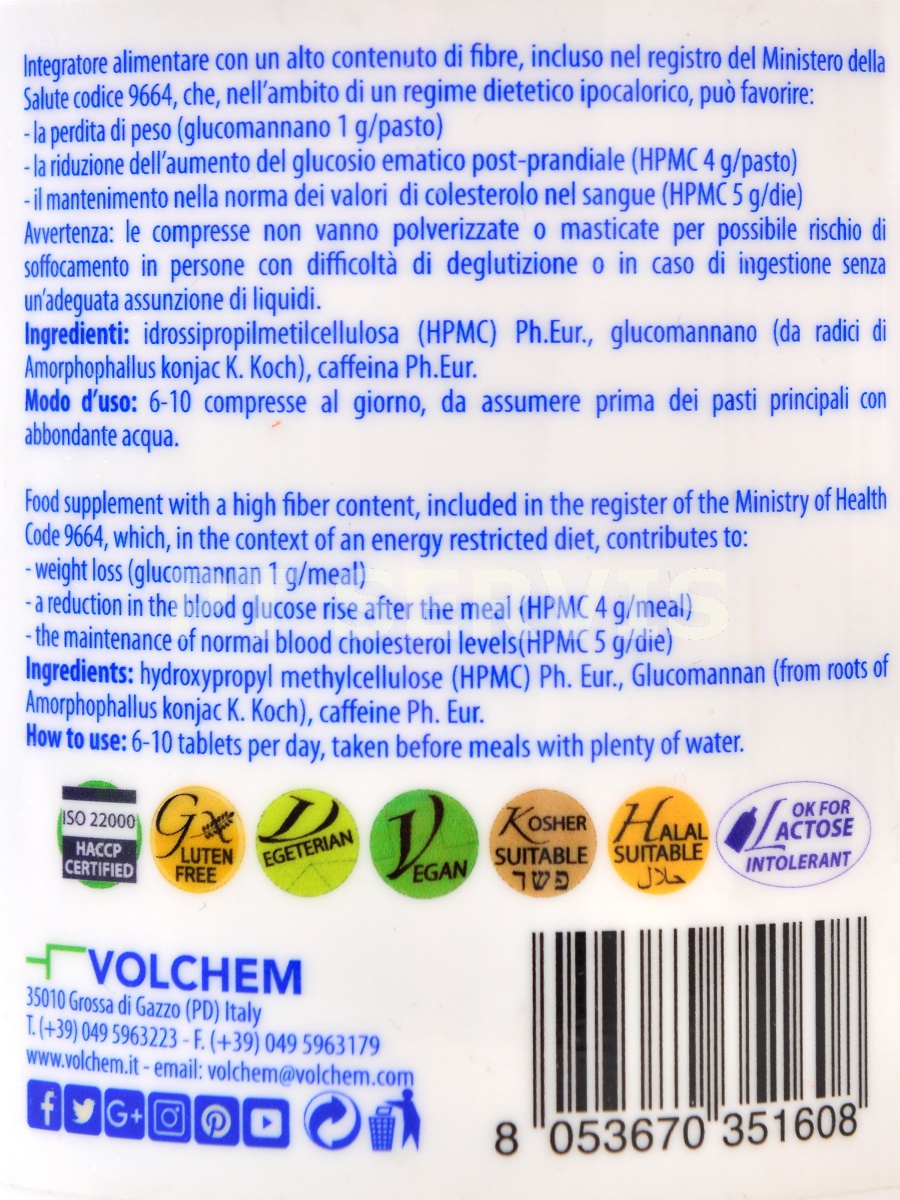 Integratore alimentare con un alto contenuto di fibre, incluso nel registro del Ministero della
Salute codice 9664, che, nell'ambito di un regime dietetico ipocalorico, può favorire:
- la perdita di peso (glucomannano 1 g/pasto)
- la riduzione dell'aumento del glucosio ematico post-prandiale (HPMC 4 g/pasto)
- il mantenimento nella norma dei valori di colesterolo nel sangue (HPMC 5 g/die)
Avvertenza: le compresse non vanno polverizzate o masticate per possibile rischio di
soffocamento in persone con difficoltà di deglutizione o in caso di ingestione senza
un'adeguata assunzione di liquidi.
Ingredienti: idrossipropilmetilcellulosa (HPMC) Ph.Eur., glucomannano (da radici di
Amorphophallus konjac K. Koch), caffeina Ph.Eur.
Modo d'uso: 6-10 compresse al giorno, da assumere prima dei pasti principali con
abbondante acqua.
Food supplement with a high fiber content, included in the register of the Ministry of Health
Code 9664, which, in the context of an energy restricted diet, contributes to:
- weight loss (glucomannan 1 g/meal)
- a reduction in the blood glucose rise after the meal (HPMC 4 g/meal)
- the maintenance of normal blood cholesterol levels(HPMC 5 g/die)
Ingredients: hydroxypropyl methylcellulose (HPMC) Ph. Eur., Glucomannan (from roots of
Amorphophallus konjac K. Koch), caffeine Ph. Eur.
How to use: 6-10 tablets per day, taken before meals with plenty of water.
ISO 22000
HACCP
CERTIFIED
GLUTEN
FREE
VEGETERIAN
VEGAN
KOSHER
SUITABLE
פשר
HALAL
SUITABLE
حلال
OK FOR
LACTOSE
INTOLERANT
VOLCHEM
35010 Grossa di Gazzo (PD) Italy
T. (+39) 049 5963223 - F. (+39) 049 5963179
www.volchem.it - email: volchem@volchem.com
8 053670 351608